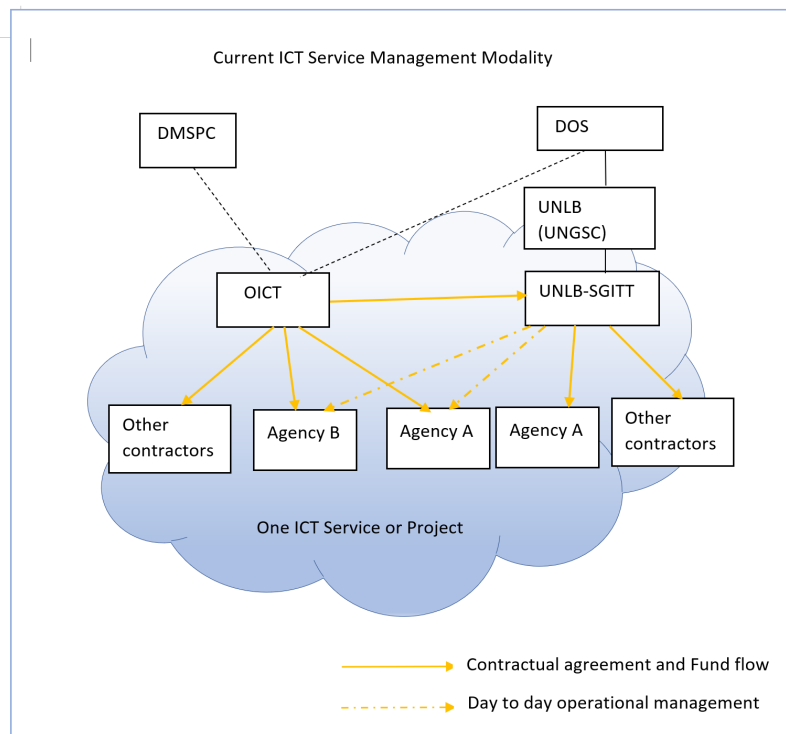 Current ICT Service Management Modality
DMSPC
DOS
UNLB
(UNGSC)
OICT
UNLB-SGITT
Other
contractors
Agency B
Agency A
Agency A
Other
contractors
One ICT Service or Project
Contractual agreement and Fund flow
Day to day operational management